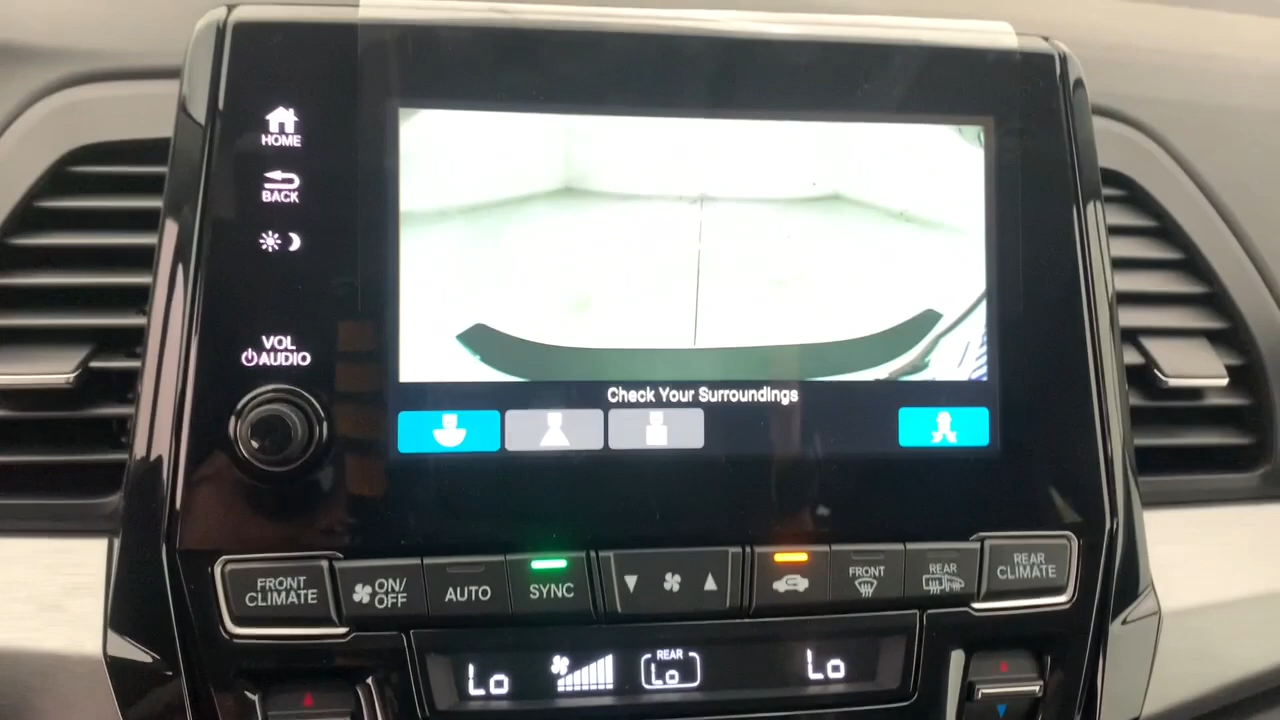 HOME
BACK
VOL
AUDIO
Check Your Surroundings
FRONT
CLIMATE
ON/
OFF
AUTO
SYNC
FRONT
REAR
REAR
CLIMATE
Lo
REAR
Lo
Lo